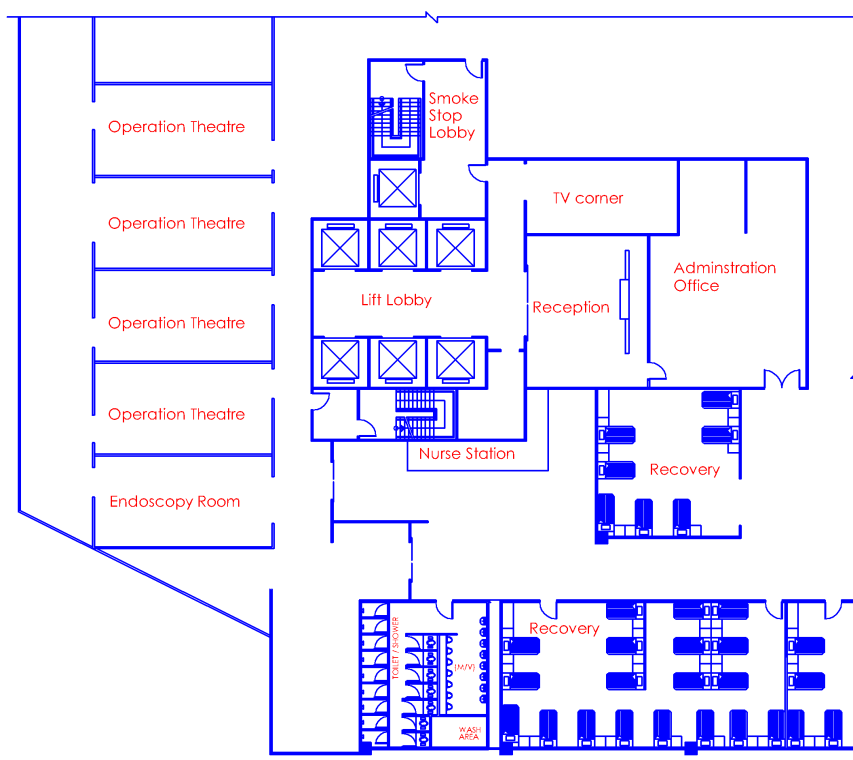 Smoke
Stop
Lobby
Operation Theatre
TV corner
Operation Theatre
Adminstration
Office
Lift Lobby
Reception
Operation Theatre
Operation Theatre
Nurse Station
Recovery
Endoscopy Room
Recovery
TOILET / SHOWER
(M/V)
WASH
AREA